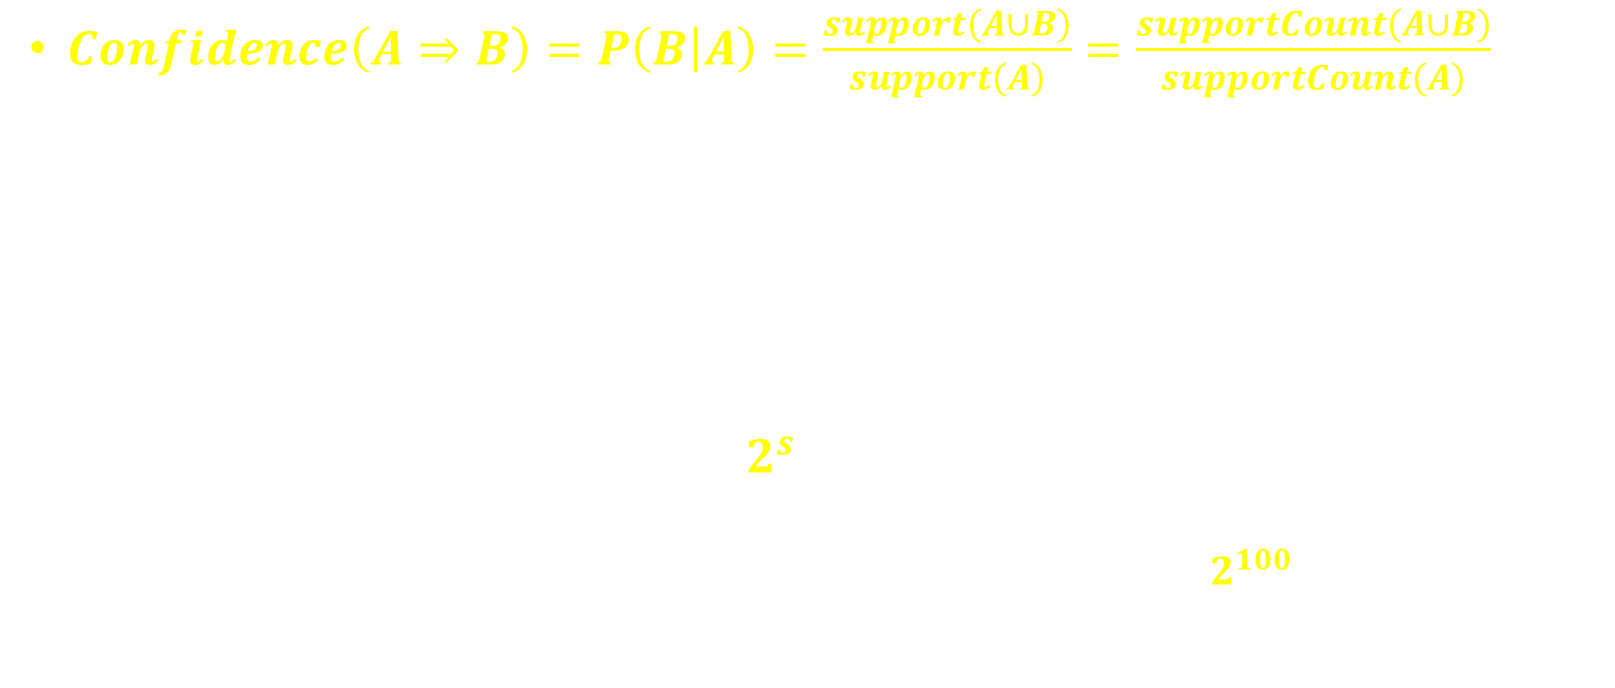 • Confidence(A ⇒ B) = P(B|A) = support(A∪B) / support(A) = supportCount(A∪B) / supportCount(A)
2^s
2^100